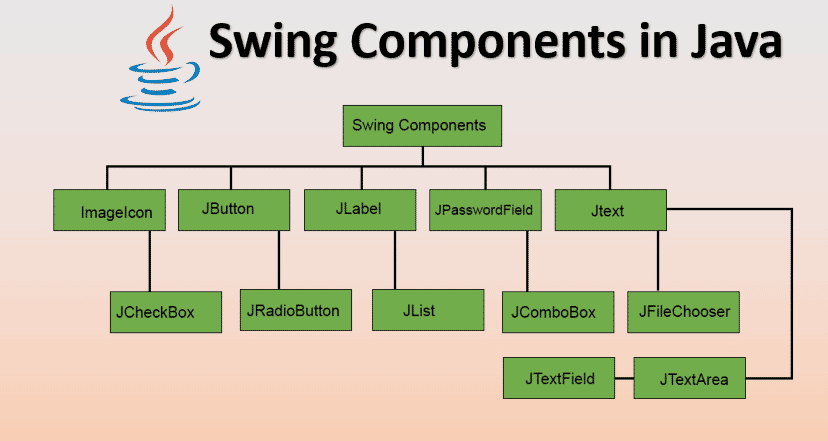 Swing Components in Java
Swing Components
ImageIcon
JButton
JLabel
JPasswordField
Jtext
JCheckBox
JRadioButton
JList
JComboBox
JFileChooser
JTextField
JTextArea